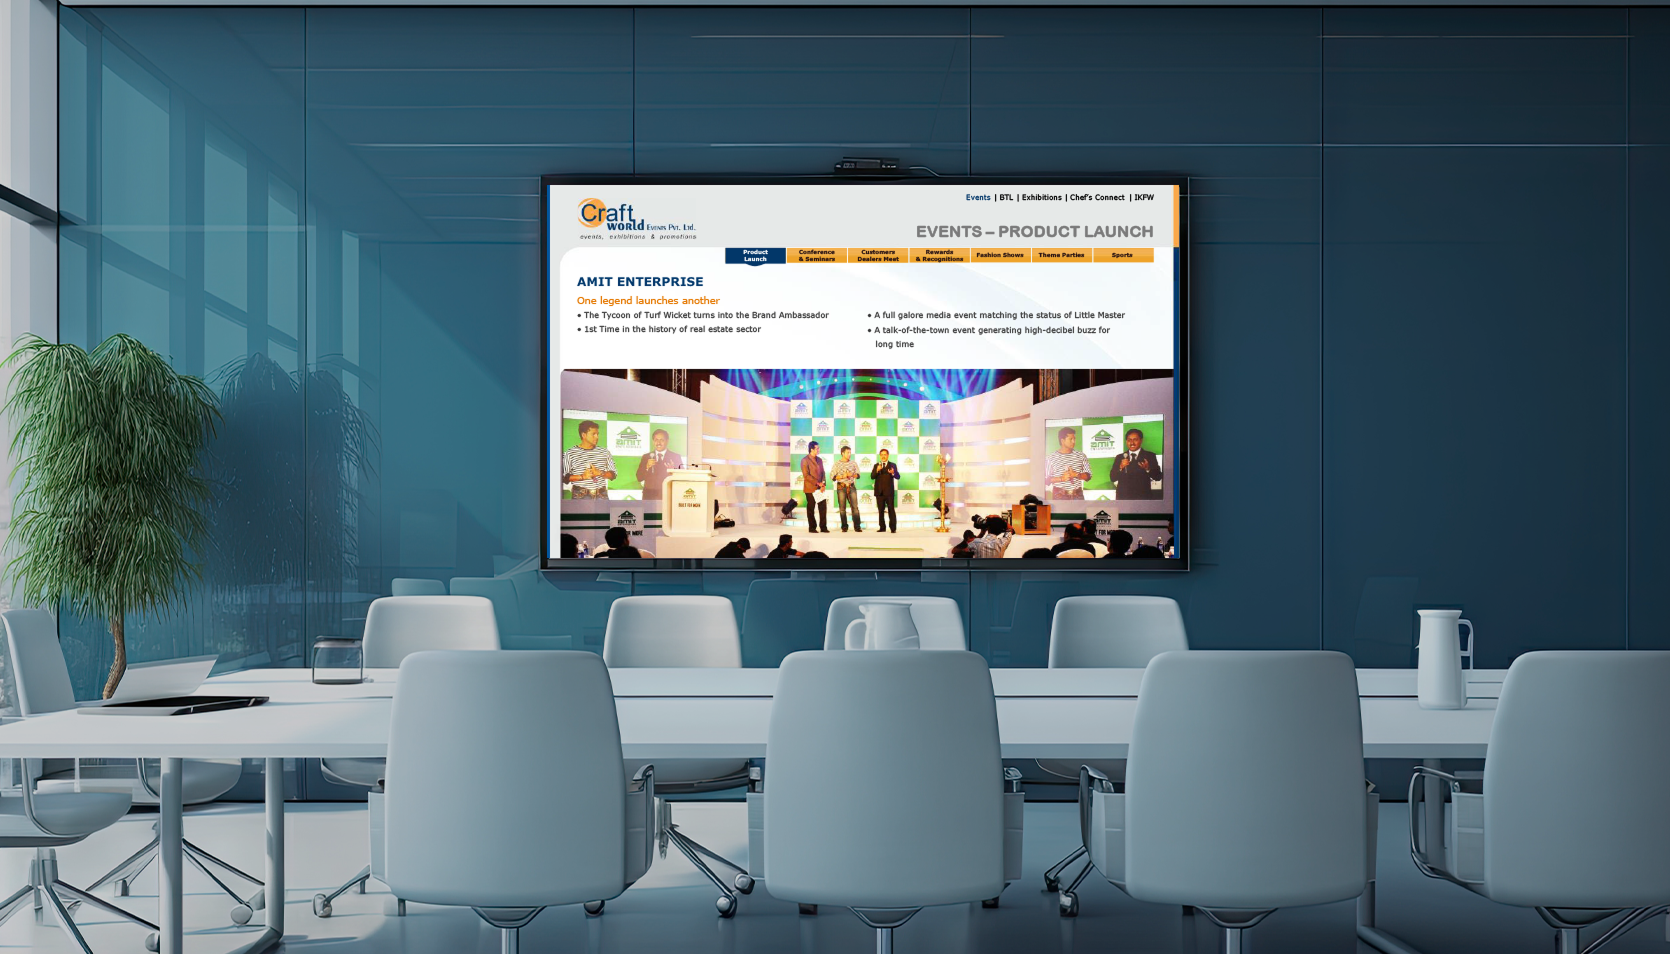 Events | BTL | Exhibitions | Chef's Connect | IKFW
Craft
WORLD Events Pvt. Ltd.
events, exhibitions & promotions
EVENTS – PRODUCT LAUNCH
Product Launch
Conference & Seminars
Customers Dealers Meet
Rewards & Recognitions
Fashion Shows
Theme Parties
Sports
AMIT ENTERPRISE
One legend launches another
• The Tycoon of Turf Wicket turns into the Brand Ambassador
• 1st Time in the history of real estate sector
• A full galore media event matching the status of Little Master
• A talk-of-the-town event generating high-decibel buzz for
long time
AMIT
AMIT